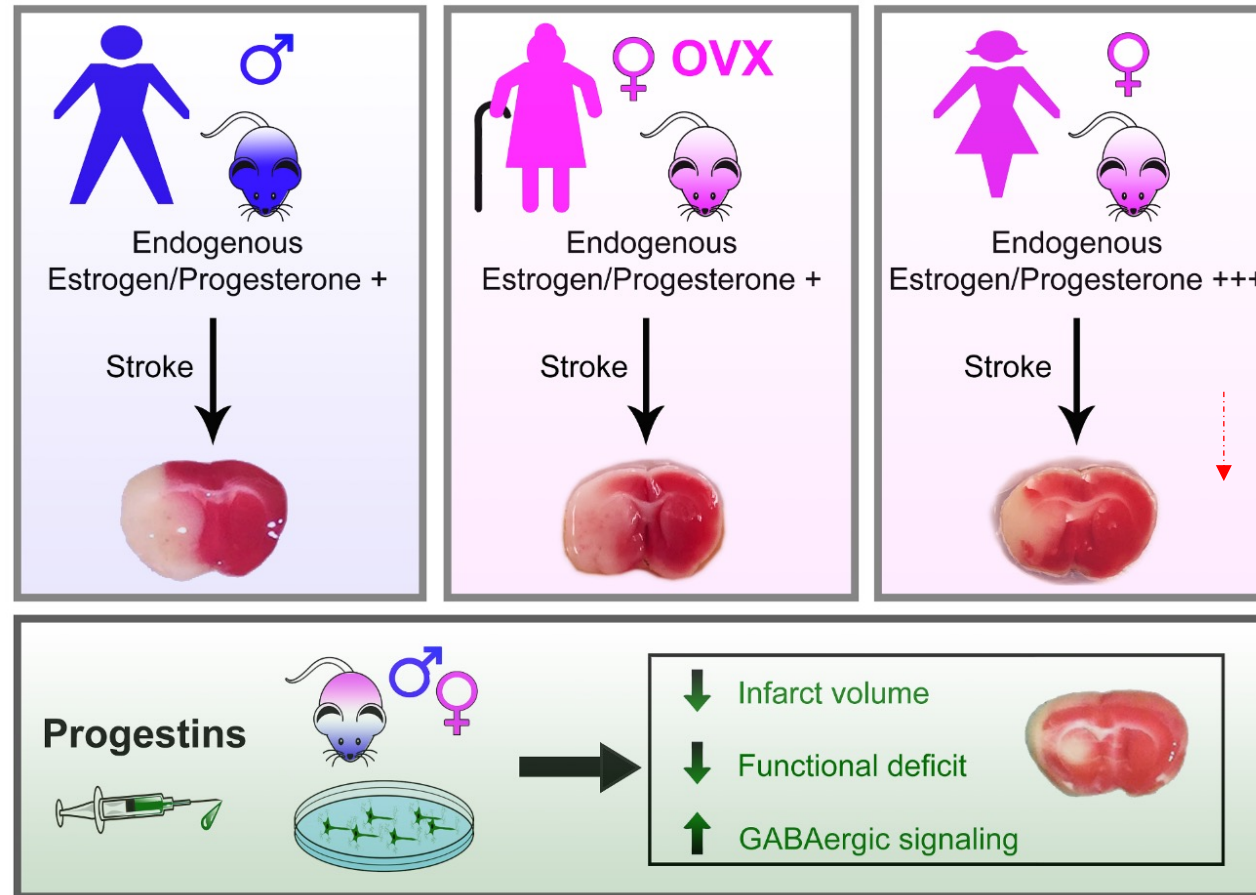 OVX
Endogenous
Estrogen/Progesterone +
Stroke
Endogenous
Estrogen/Progesterone +
Stroke
Endogenous
Estrogen/Progesterone +++
Stroke
Progestins
Infarct volume
Functional deficit
GABAergic signaling